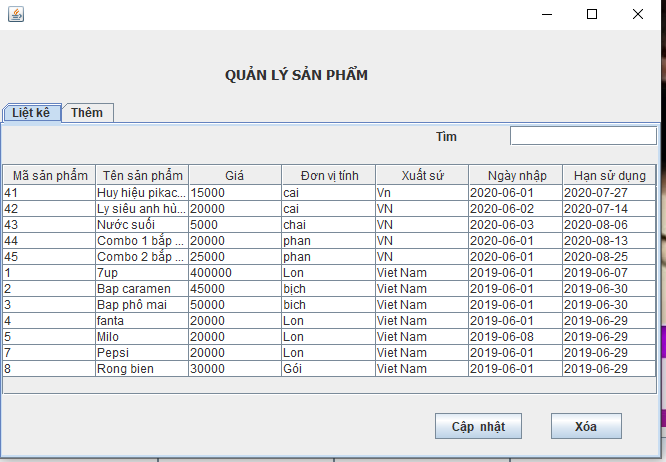 QUẢN LÝ SẢN PHẨM
Liệt kê Thêm
Tìm
Mã sản phẩm Tên sản phẩm Giá Đơn vị tính Xuất sứ Ngày nhập Hạn sử dụng
41 Huy hiệu pikac... 15000 cai Vn 2020-06-01 2020-07-27
42 Ly siêu anh hù... 20000 cai VN 2020-06-02 2020-07-14
43 Nước suối 5000 chai VN 2020-06-03 2020-08-06
44 Combo 1 bắp ... 20000 phan VN 2020-06-01 2020-08-13
45 Combo 2 bắp ... 25000 phan VN 2020-06-01 2020-08-25
1 7up 400000 Lon Viet Nam 2019-06-01 2019-06-07
2 Bap caramen 45000 bịch Viet Nam 2019-06-01 2019-06-30
3 Bap phô mai 50000 bich Viet Nam 2019-06-01 2019-06-30
4 fanta 20000 Lon Viet Nam 2019-06-01 2019-06-29
5 Milo 20000 Lon Viet Nam 2019-06-08 2019-06-29
7 Pepsi 20000 Lon Viet Nam 2019-06-01 2019-06-29
8 Rong bien 30000 Gói Viet Nam 2019-06-01 2019-06-29
Cập nhật Xóa